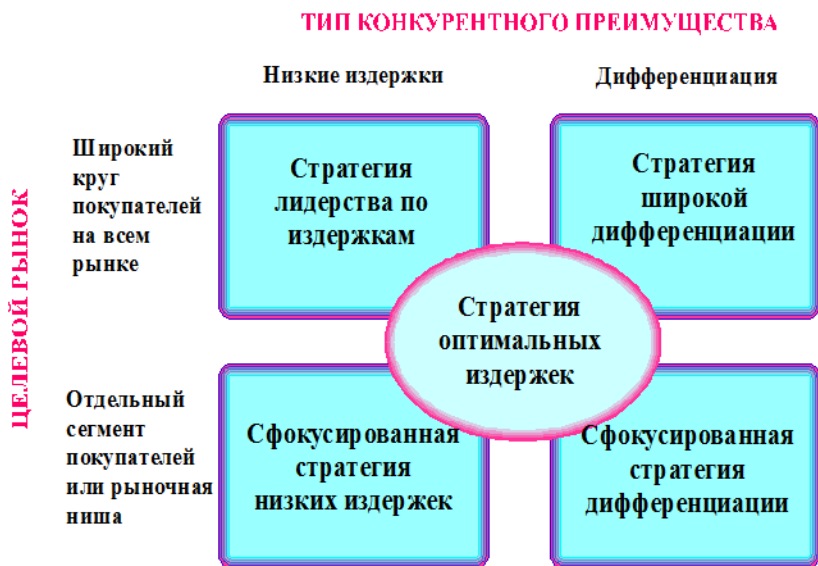 ТИП КОНКУРЕНТНОГО ПРЕИМУЩЕСТВА
Низкие издержки
Дифференциация
ЦЕЛЕВОЙ РЫНОК
Широкий
круг
покупателей
на всем
рынке
Стратегия
лидерства по
издержкам
Стратегия
широкой
дифференциации
Стратегия
оптимальных
издержек
Отдельный
сегмент
покупателей
или рыночная
ниша
Сфокусированная
стратегия
низких издержек
Сфокусированная
стратегия
дифференциации